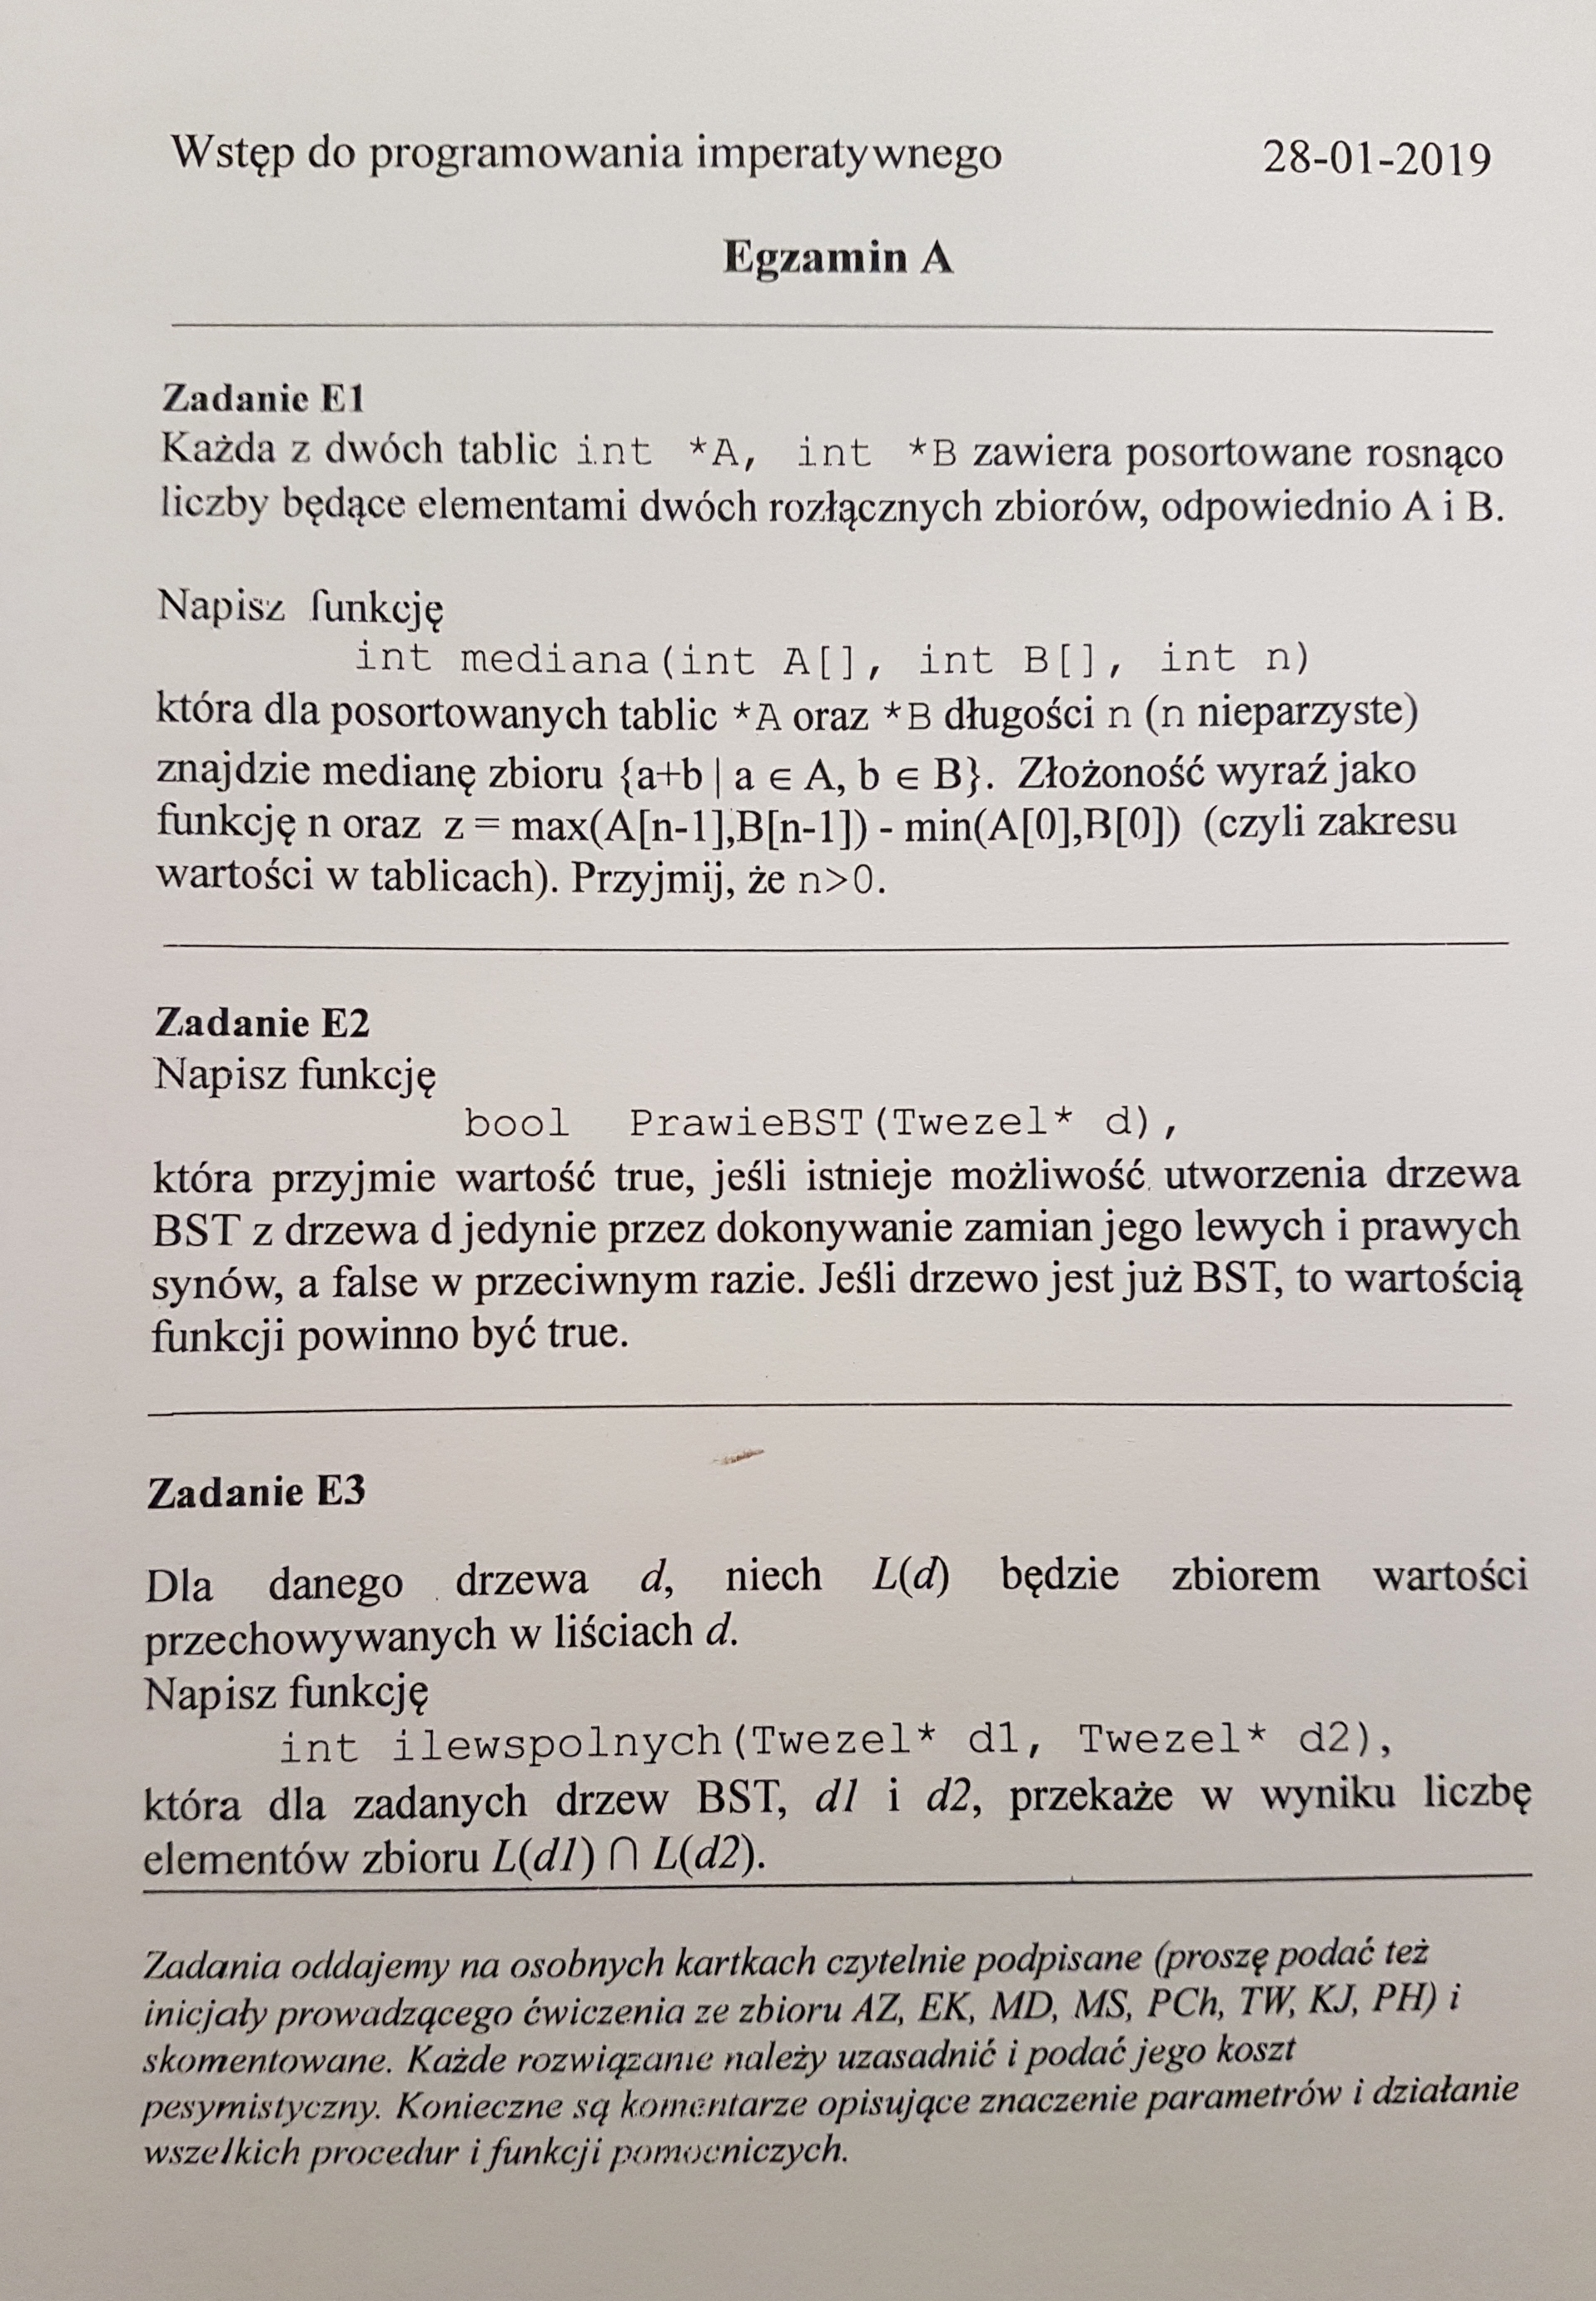 Wstęp do programowania imperatywnego 28-01-2019
Egzamin A
Zadanie E1
Każda z dwóch tablic int *A, int *B zawiera posortowane rosnąco
liczby będące elementami dwóch rozłącznych zbiorów, odpowiednio A i B.
Napisz funkcję
int mediana(int A[], int B[], int n)
która dla posortowanych tablic *A oraz *B długości n (n nieparzyste)
znajdzie medianę zbioru {a+b | a ∈ A, b ∈ B}. Złożoność wyraź jako
funkcję n oraz z = max(A[n-1],B[n-1]) - min(A[0],B[0]) (czyli zakresu
wartości w tablicach). Przyjmij, że n>0.
Zadanie E2
Napisz funkcję
bool PrawieBST(Twezel* d),
która przyjmie wartość true, jeśli istnieje możliwość utworzenia drzewa
BST z drzewa d jedynie przez dokonywanie zamian jego lewych i prawych
synów, a false w przeciwnym razie. Jeśli drzewo jest już BST, to wartością
funkcji powinno być true.
Zadanie E3
Dla danego drzewa d, niech L(d) będzie zbiorem wartości
przechowywanych w liściach d.
Napisz funkcję
int ilewspolnych(Twezel* d1, Twezel* d2),
która dla zadanych drzew BST, d1 i d2, przekaże w wyniku liczbę
elementów zbioru L(d1) ∩ L(d2).
Zadania oddajemy na osobnych kartkach czytelnie podpisane (proszę podać też
inicjały prowadzącego ćwiczenia ze zbioru AZ, EK, MD, MS, PCh, TW, KJ, PH) i
skomentowane. Każde rozwiązanie należy uzasadnić i podać jego koszt
pesymistyczny. Konieczne są komentarze opisujące znaczenie parametrów i działanie
wszelkich procedur i funkcji pomocniczych.